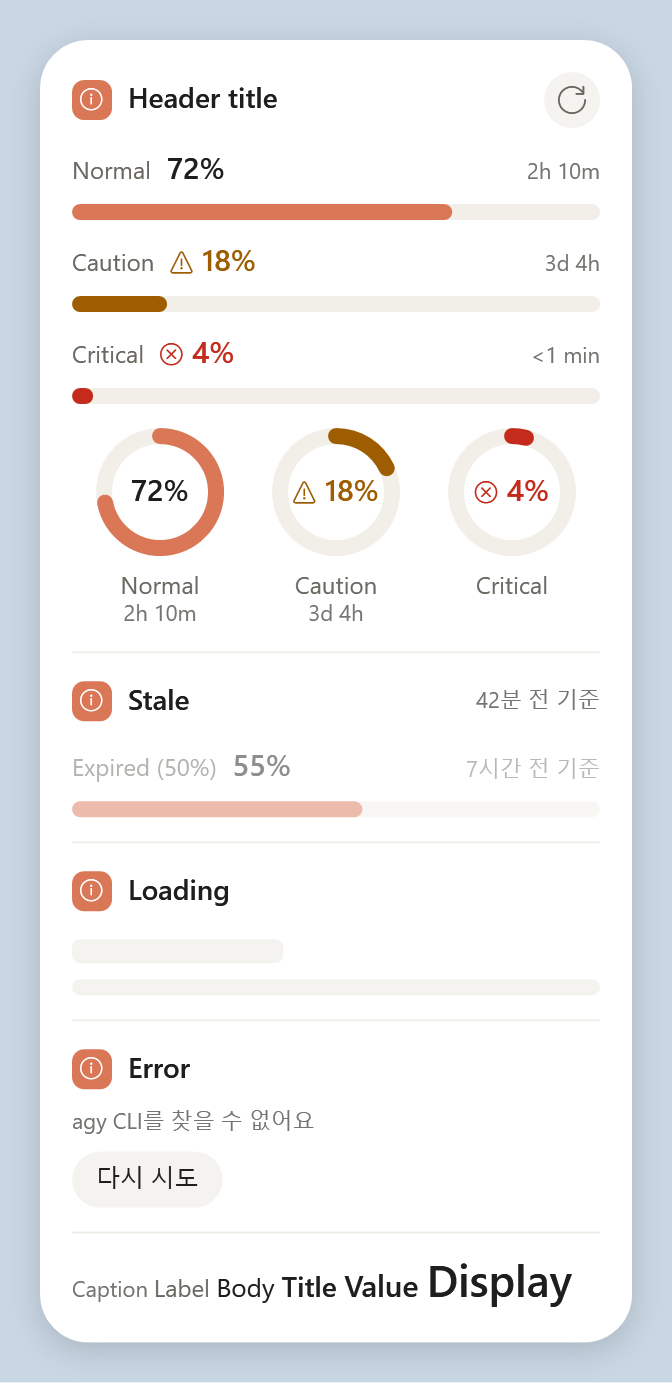 Header title
Normal 72% 2h 10m
Caution 18% 3d 4h
Critical 4% <1 min
72% 18% 4%
Normal Caution Critical
2h 10m 3d 4h
Stale 42분 전 기준
Expired (50%) 55% 7시간 전 기준
Loading
Error
agy CLI를 찾을 수 없어요
다시 시도
Caption Label Body Title Value Display